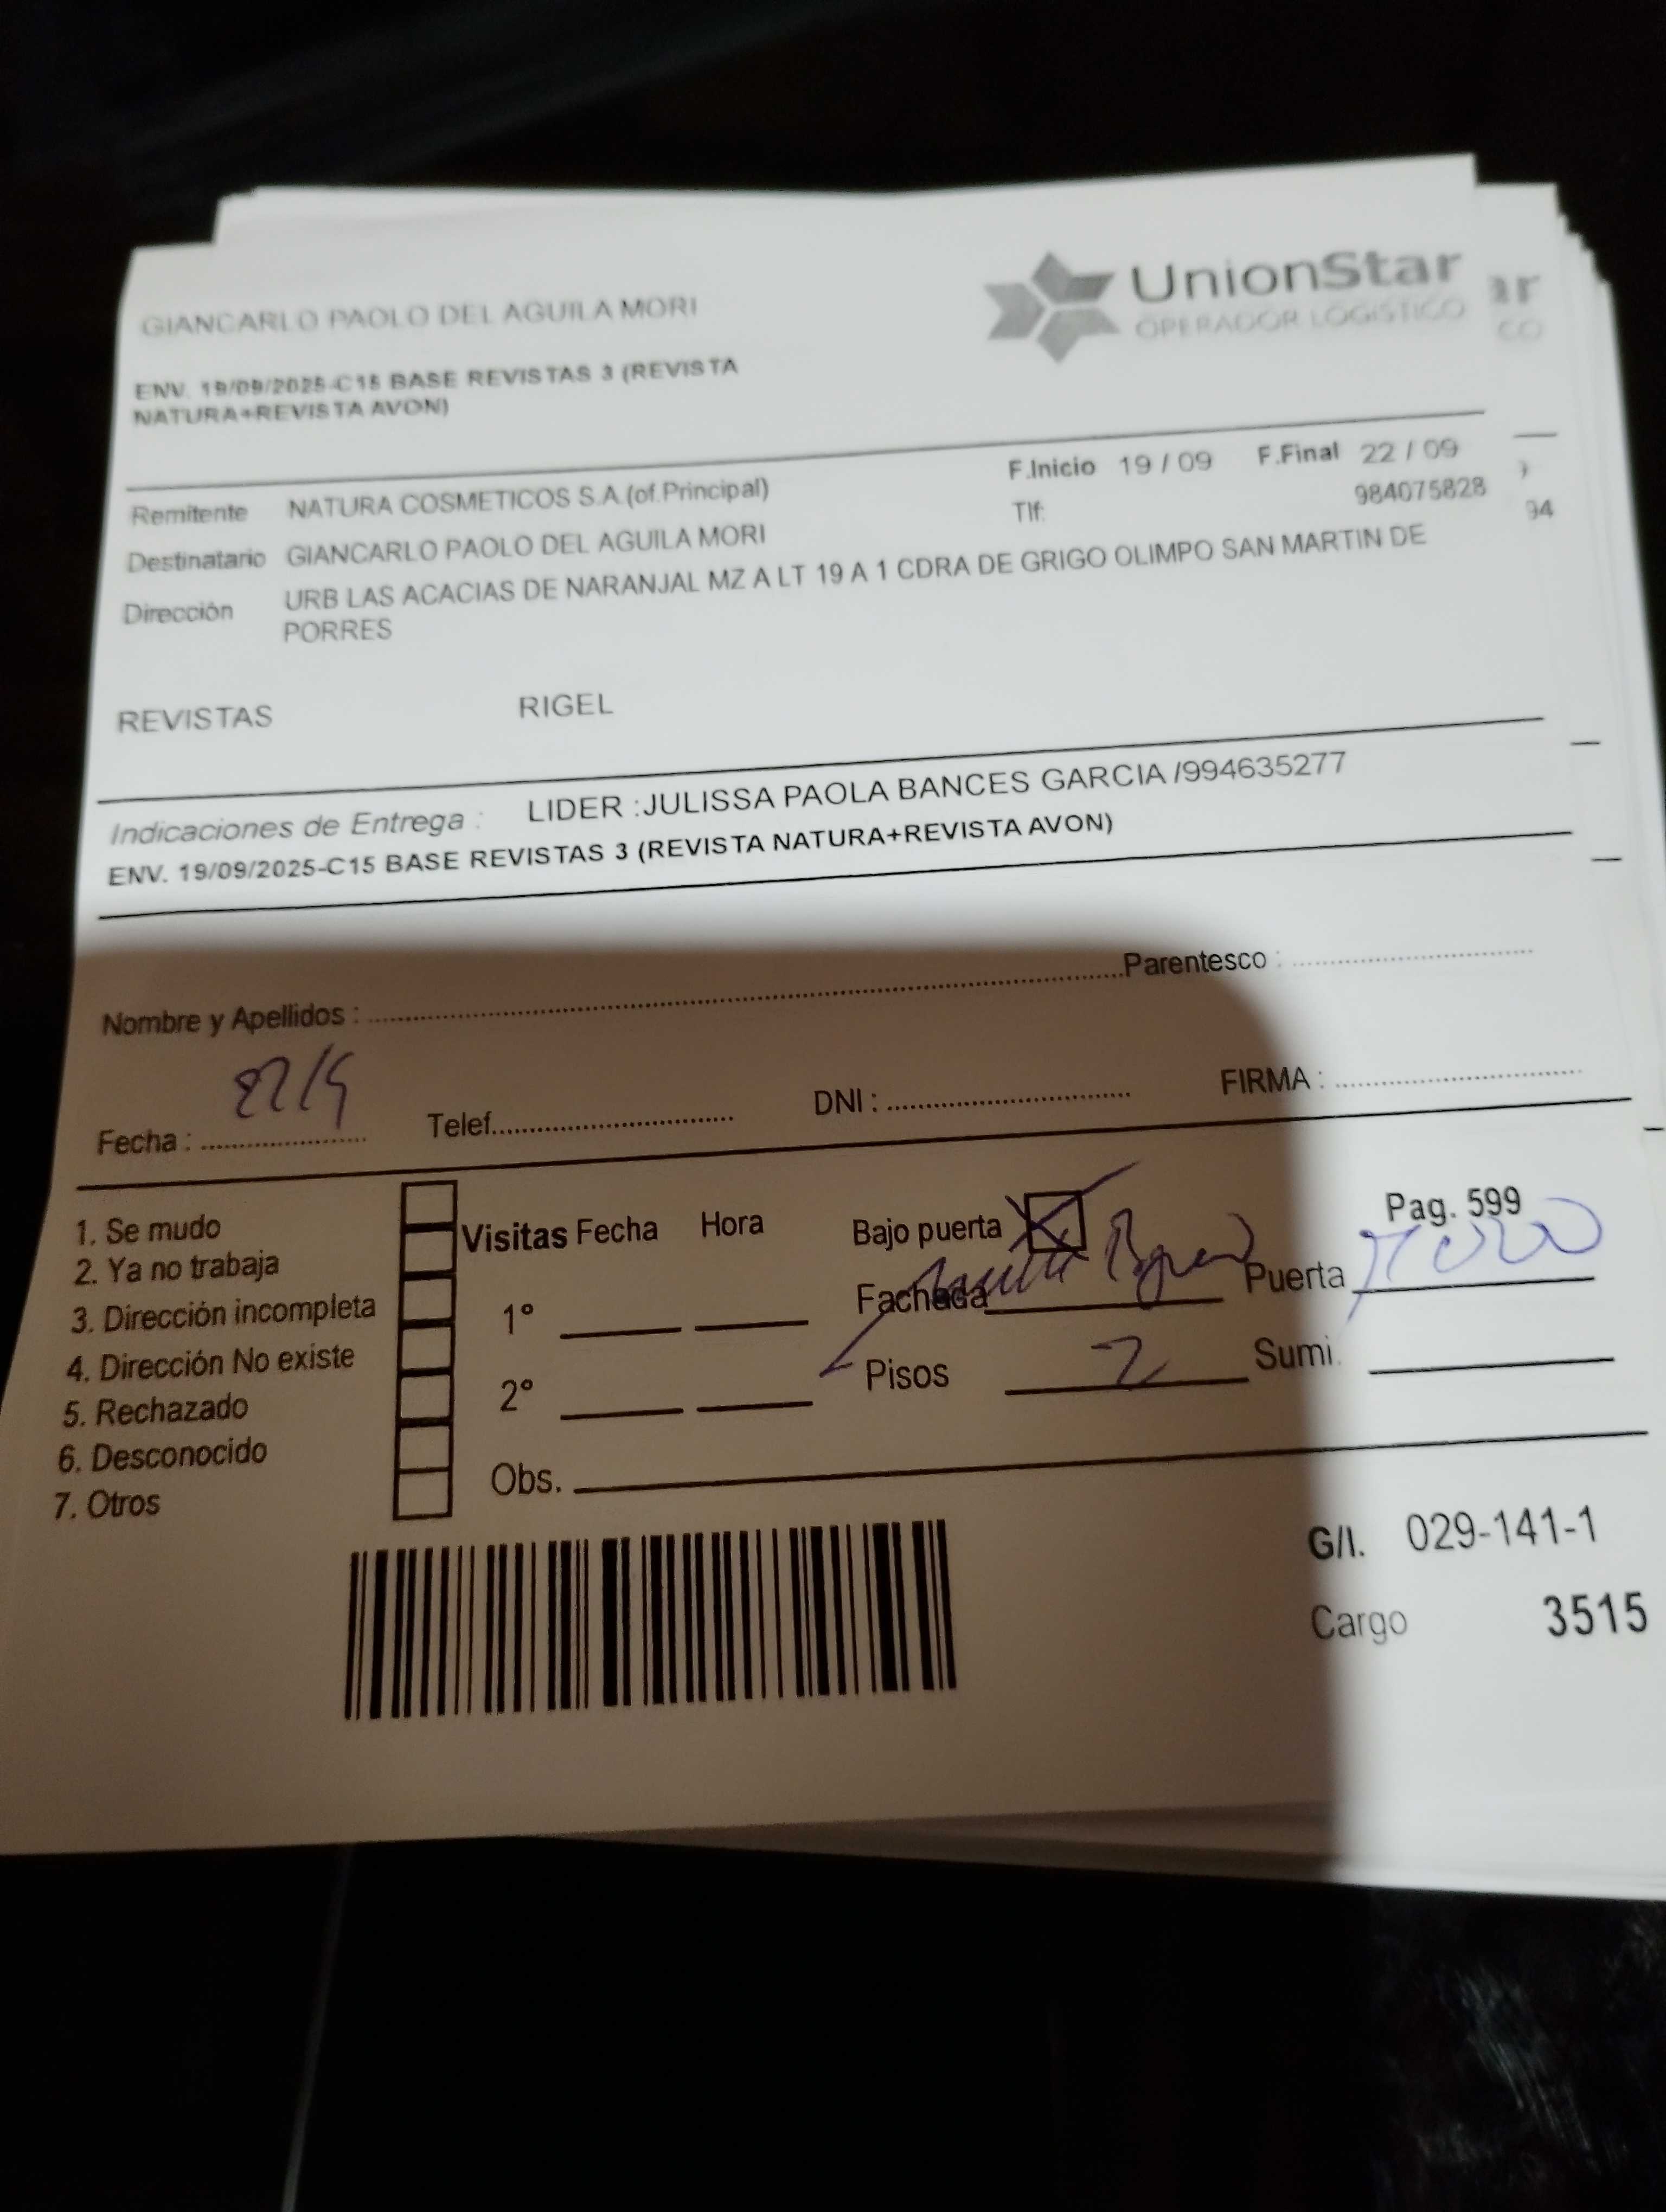 GIANCARLO PAOLO DEL AGUILA MORI
UnionStar
OPERADOR LOGISTICO
ar
CO
ENV. 19/09/2025-C15 BASE REVISTAS 3 (REVISTA
NATURA+REVISTA AVON)
F.Inicio 19 / 09 F.Final 22 / 09
Remitente NATURA COSMETICOS S.A (of.Principal)
Tlf: 984075828
94
Destinatario GIANCARLO PAOLO DEL AGUILA MORI
Dirección URB LAS ACACIAS DE NARANJAL MZ A LT 19 A 1 CDRA DE GRIGO OLIMPO SAN MARTIN DE
PORRES
REVISTAS RIGEL
Indicaciones de Entrega : LIDER :JULISSA PAOLA BANCES GARCIA /994635277
ENV. 19/09/2025-C15 BASE REVISTAS 3 (REVISTA NATURA+REVISTA AVON)
Nombre y Apellidos : Parentesco :
Fecha : Telef. DNI : FIRMA :
1. Se mudo
2. Ya no trabaja
3. Dirección incompleta
4. Dirección No existe
5. Rechazado
6. Desconocido
7. Otros
Visitas Fecha Hora
1°
2°
Obs.
Bajo puerta
Pag. 599
Fachada Puerta
Pisos 2 Sumi.
G/I. 029-141-1
Cargo 3515